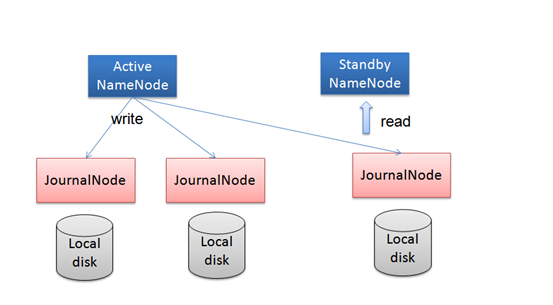 Active
NameNode
Standby
NameNode
write
read
JournalNode
JournalNode
JournalNode
Local
disk
Local
disk
Local
disk